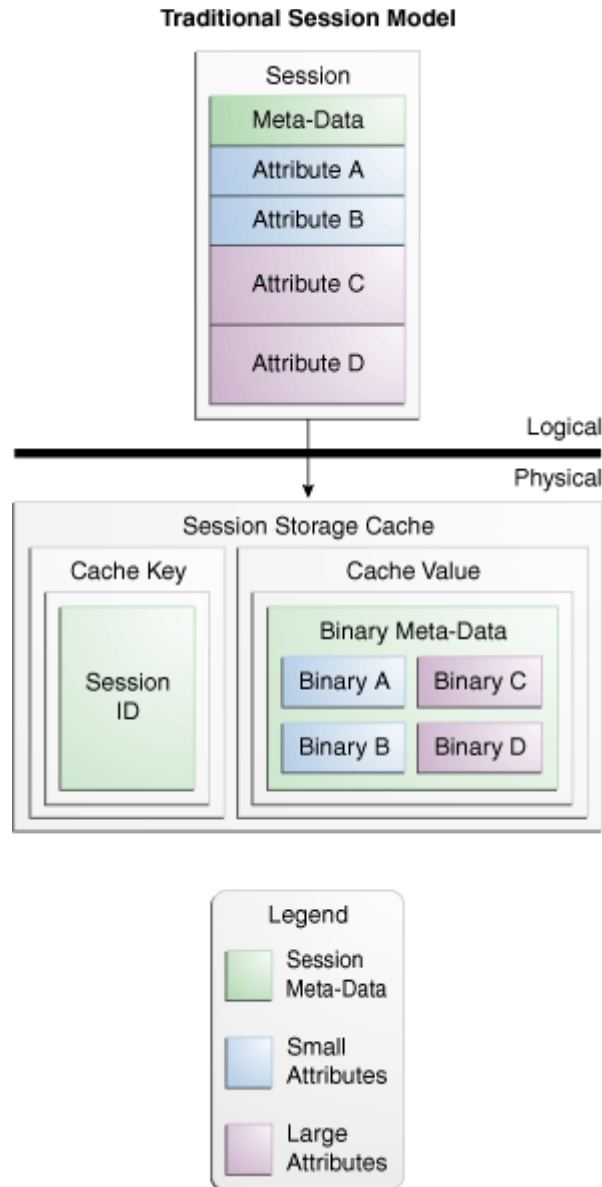 Traditional Session Model
Session
Meta-Data
Attribute A
Attribute B
Attribute C
Attribute D
Logical
Physical
Session Storage Cache
Cache Key
Session
ID
Cache Value
Binary Meta-Data
Binary A
Binary C
Binary B
Binary D
Legend
Session
Meta-Data
Small
Attributes
Large
Attributes